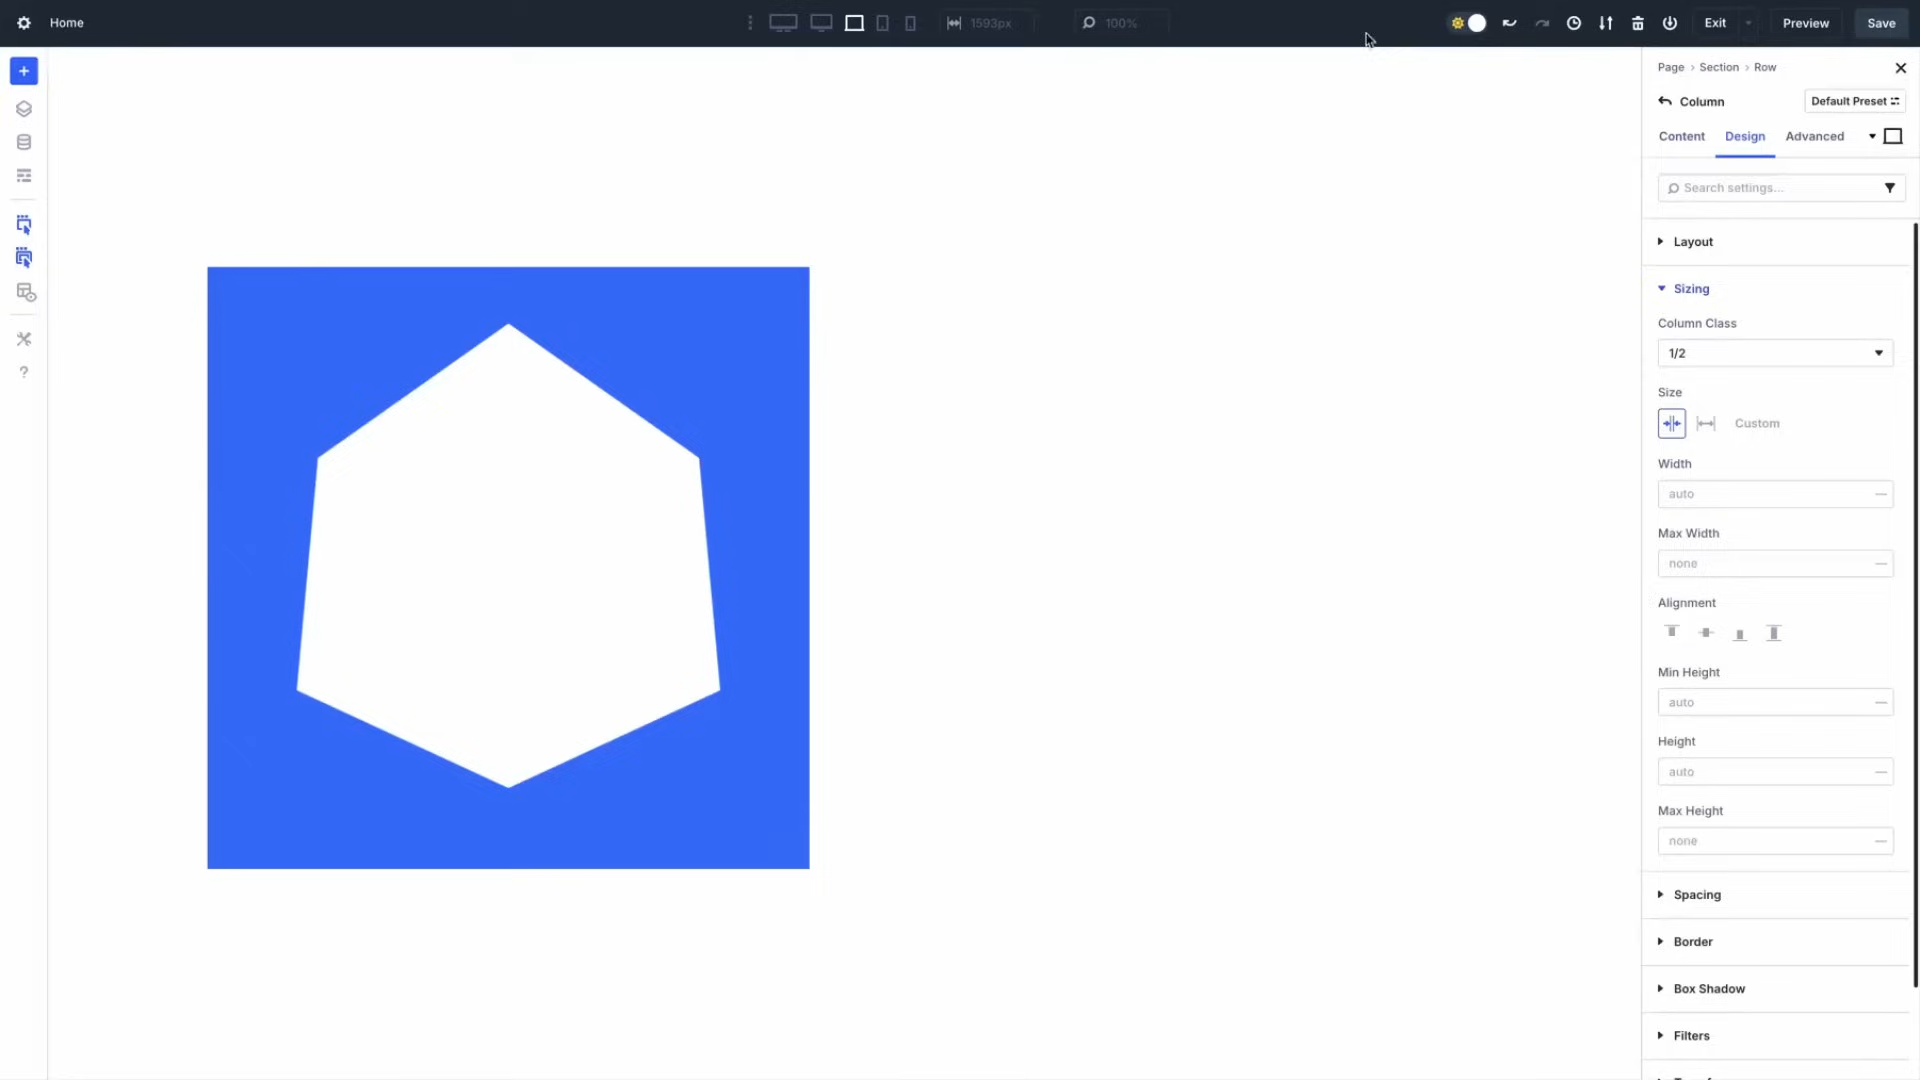 Home
1593px
100%
Exit
Preview
Save
Page › Section › Row
Column
Default Preset
Content
Design
Advanced
Search settings...
Layout
Sizing
Column Class
1/2
Size
Custom
Width
auto
Max Width
none
Alignment
Min Height
auto
Height
auto
Max Height
none
Spacing
Border
Box Shadow
Filters